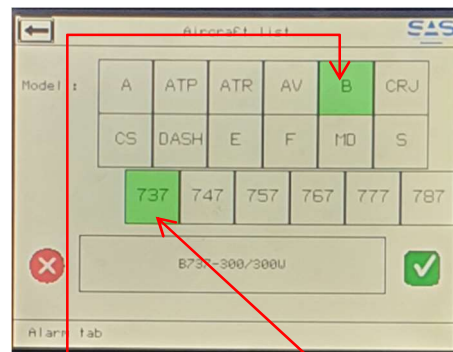 Aircraft list
SAS
Model :
A ATP ATR AV B CRJ
CS DASH E F MD S
737 747 757 767 777 787
B737-300/300W
Alarm tab